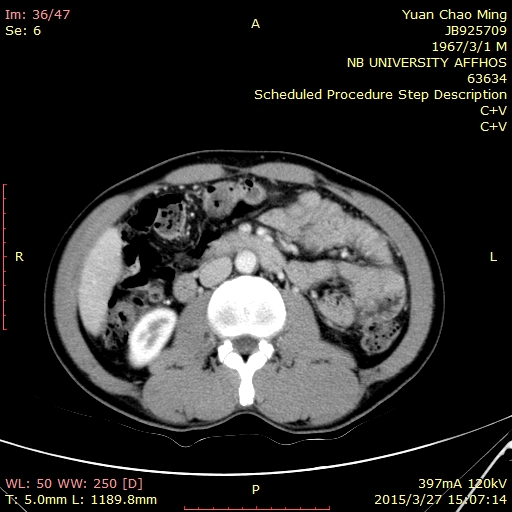 Im: 36/47
Se: 6
A
Yuan Chao Ming
JB925709
1967/3/1 M
NB UNIVERSITY AFFHOS
63634
Scheduled Procedure Step Description
C+V
C+V
R
L
WL: 50 WW: 250 [D]
T: 5.0mm L: 1189.8mm
P
397mA 120kV
2015/3/27 15:07:14